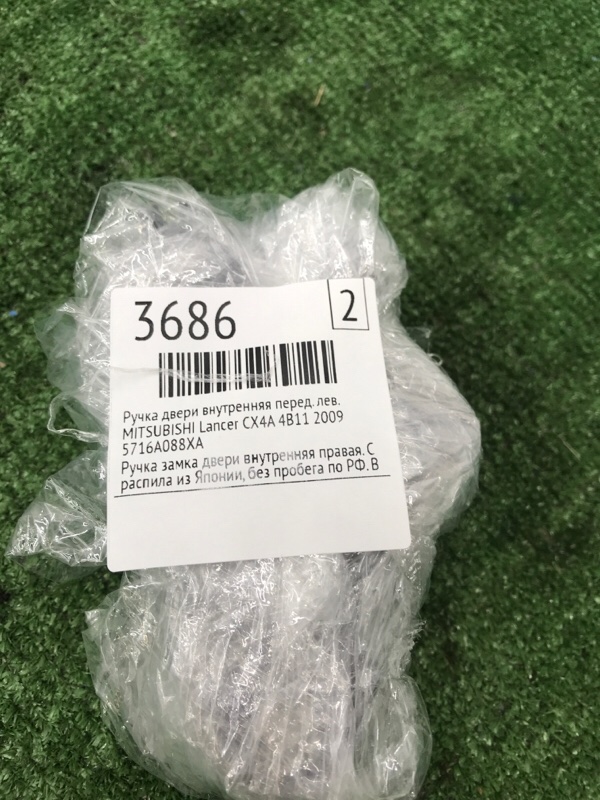 3686
2
Ручка двери внутренняя перед. лев.
MITSUBISHI Lancer CX4A 4B11 2009
5716A088XA
Ручка замка двери внутренняя правая. С
распила из Японии, без пробега по РФ. В